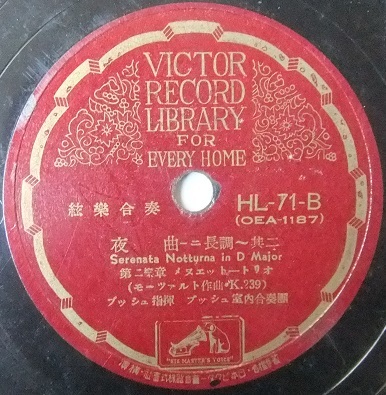 VICTOR
RECORD
LIBRARY
FOR
EVERY HOME
絃樂合奏
HL-71-B
(OEA-1187)
夜曲－ニ長調～其二
Serenata Notturna in D Major
第二樂章 メヌエット－トリオ
(モーツァルト作曲・K.239)
ブッシュ指揮 ブッシュ室內合奏團
"HIS MASTER'S VOICE"